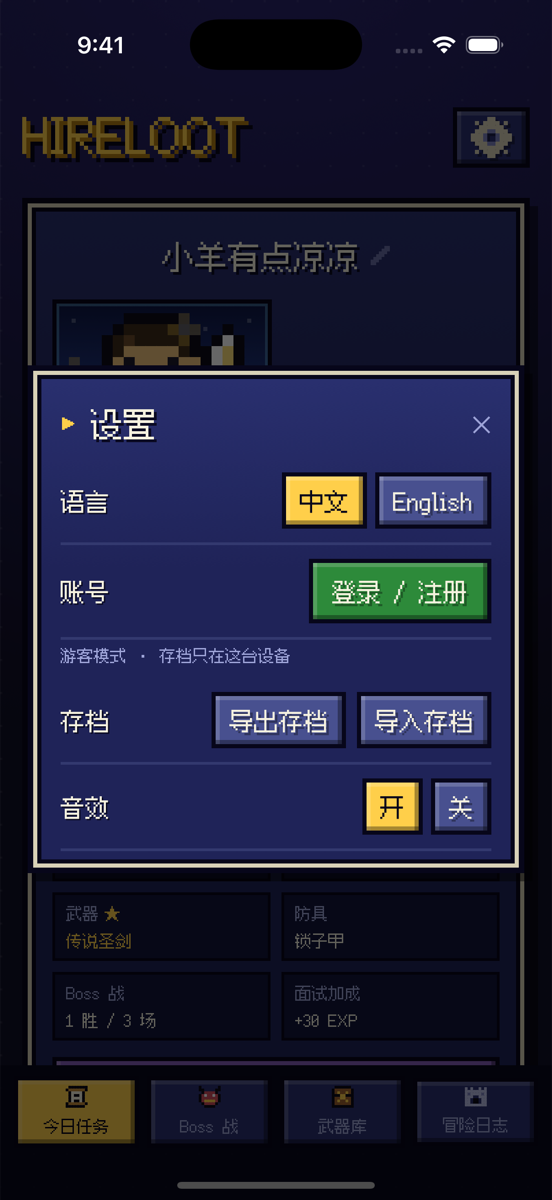 9:41
HIRELOOT
小羊有点凉凉
设置
语言 中文 English
账号 登录 / 注册
游客模式 · 存档只在这台设备
存档 导出存档 导入存档
音效 开 关
武器 ★ 防具
传说圣剑 锁子甲
Boss 战 面试加成
1 胜 / 3 场 +30 EXP
今日任务 Boss 战 武器库 冒险日志